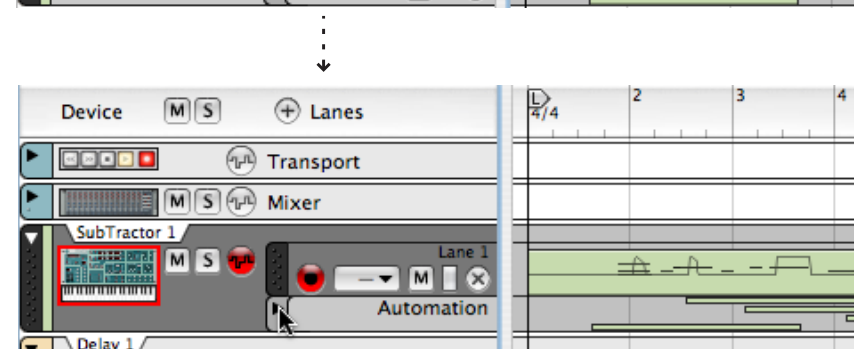 Device M S Lanes
L 2 3 4
4/4
Transport
M S Mixer
SubTractor 1
M S
Lane 1
M
Automation
Delay 1